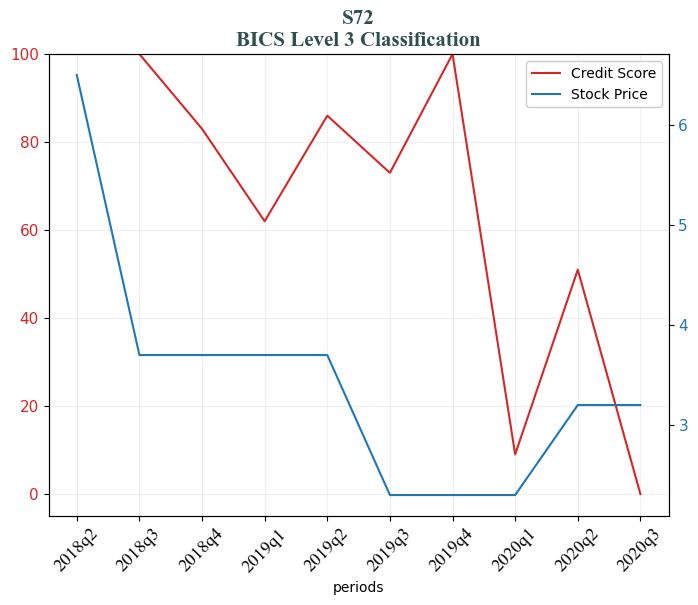 S72
BICS Level 3 Classification
100
80
60
40
20
0
Credit Score
Stock Price
6
5
4
3
2018q2
2018q3
2018q4
2019q1
2019q2
2019q3
2019q4
2020q1
2020q2
2020q3
periods